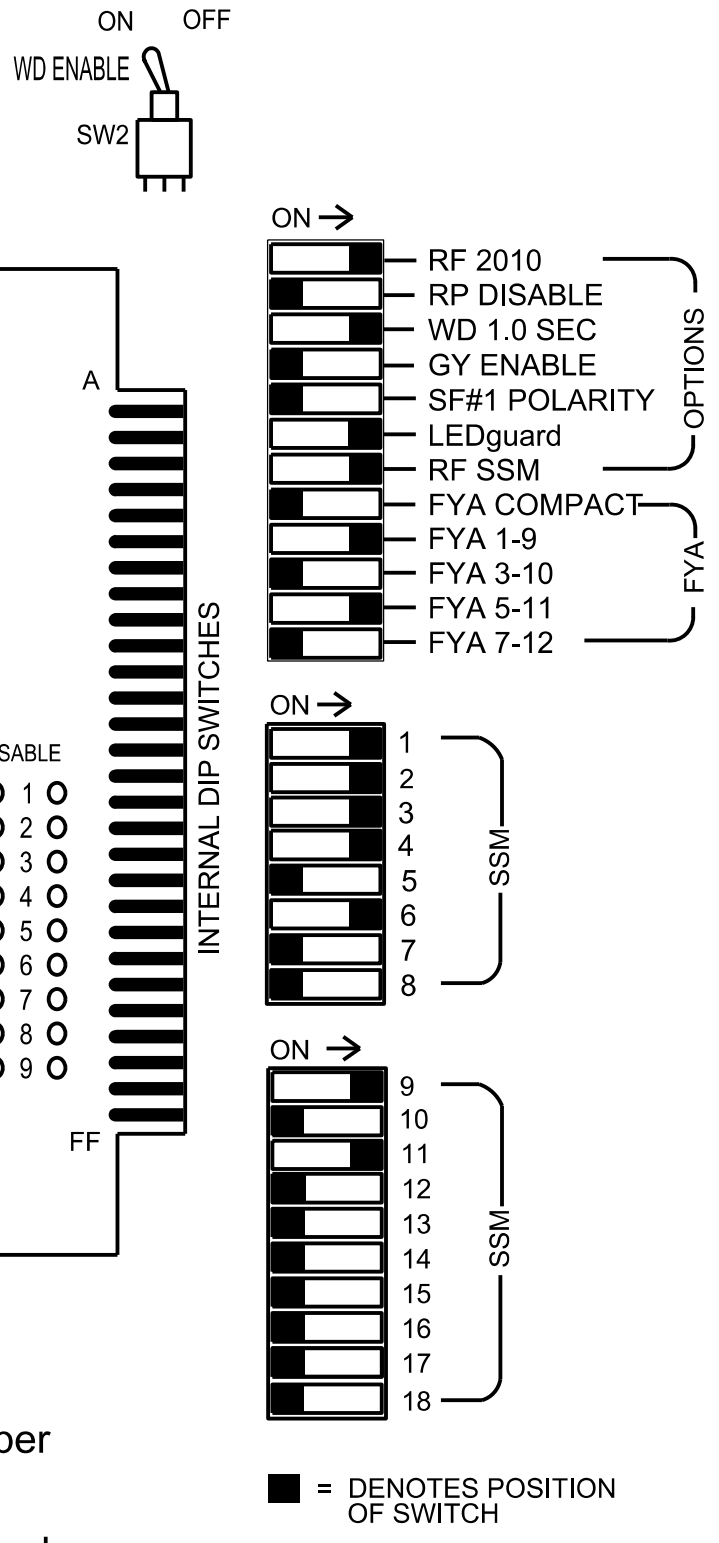 ON OFF
WD ENABLE
SW2
ON →
RF 2010
RP DISABLE
WD 1.0 SEC
GY ENABLE
SF#1 POLARITY
LEDguard
RF SSM
OPTIONS
FYA COMPACT
FYA 1-9
FYA 3-10
FYA 5-11
FYA 7-12
FYA
A
INTERNAL DIP SWITCHES
FF
SABLE
1
2
3
4
5
6
7
8
9
ON →
1
2
3
4
5
6
7
8
SSM
ON →
9
10
11
12
13
14
15
16
17
18
SSM
= DENOTES POSITION
OF SWITCH